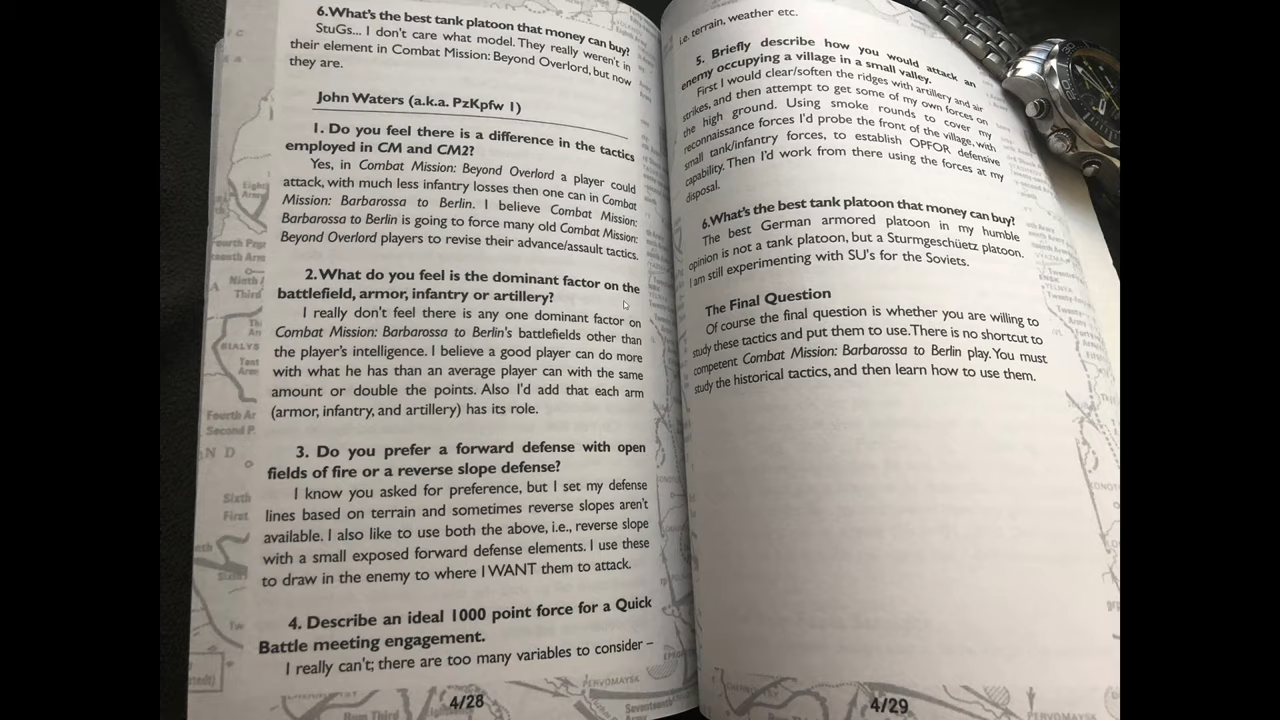 6.What's the best tank platoon that money can buy?
StuGs... I don't care what model. They really weren't in
their element in Combat Mission: Beyond Overlord, but now
they are.
John Waters (a.k.a. PzKpfw 1)
1. Do you feel there is a difference in the tactics
employed in CM and CM2?
Yes, in Combat Mission: Beyond Overlord a player could
attack, with much less infantry losses then one can in Combat
Mission: Barbarossa to Berlin. I believe Combat Mission:
Barbarossa to Berlin is going to force many old Combat Mission:
Beyond Overlord players to revise their advance/assault tactics.
2.What do you feel is the dominant factor on the
battlefield, armor, infantry or artillery?
I really don't feel there is any one dominant factor on
Combat Mission: Barbarossa to Berlin's battlefields other than
the player's intelligence. I believe a good player can do more
with what he has than an average player can with the same
amount or double the points. Also I'd add that each arm
(armor, infantry, and artillery) has its role.
3. Do you prefer a forward defense with open
fields of fire or a reverse slope defense?
I know you asked for preference, but I set my defense
lines based on terrain and sometimes reverse slopes aren't
available. I also like to use both the above, i.e., reverse slope
with a small exposed forward defense elements. I use these
to draw in the enemy to where I WANT them to attack.
4. Describe an ideal 1000 point force for a Quick
Battle meeting engagement.
I really can't; there are too many variables to consider –
4/28
i.e. terrain, weather etc.
5. Briefly describe how you would attack an
enemy occupying a village in a small valley.
First I would clear/soften the ridges with artillery and air
strikes, and then attempt to get some of my own forces on
the high ground. Using smoke rounds to cover my
reconnaissance forces I'd probe the front of the village, with
small tank/infantry forces, to establish OPFOR defensive
capability. Then I'd work from there using the forces at my
disposal.
6.What's the best tank platoon that money can buy?
The best German armored platoon in my humble
opinion is not a tank platoon, but a Sturmgeschüetz platoon.
I am still experimenting with SU's for the Soviets.
The Final Question
Of course the final question is whether you are willing to
study these tactics and put them to use.There is no shortcut to
competent Combat Mission: Barbarossa to Berlin play. You must
study the historical tactics, and then learn how to use them.
4/29
Ninth
Third
BIALYS
Fourth Ar
Second P.
N D
Sixth
First
Tw
PERVOMAYSK
Seventeenth
PERVOMAYSK